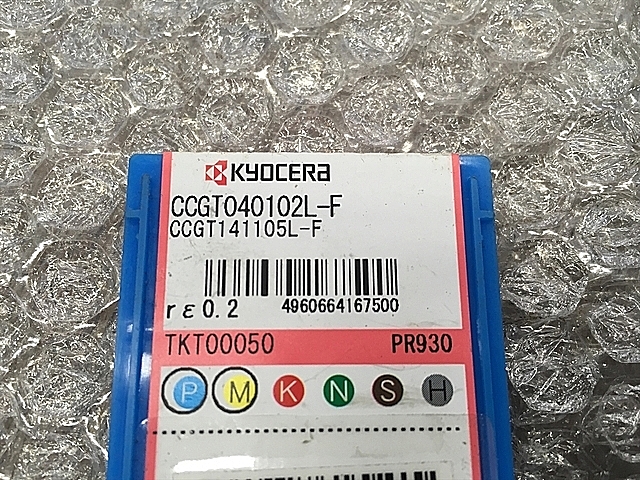 KYOCERA
CCGT040102L-F
CCGT141105L-F
rε0.2 4960664167500
TKT00050 PR930
P M K N S H